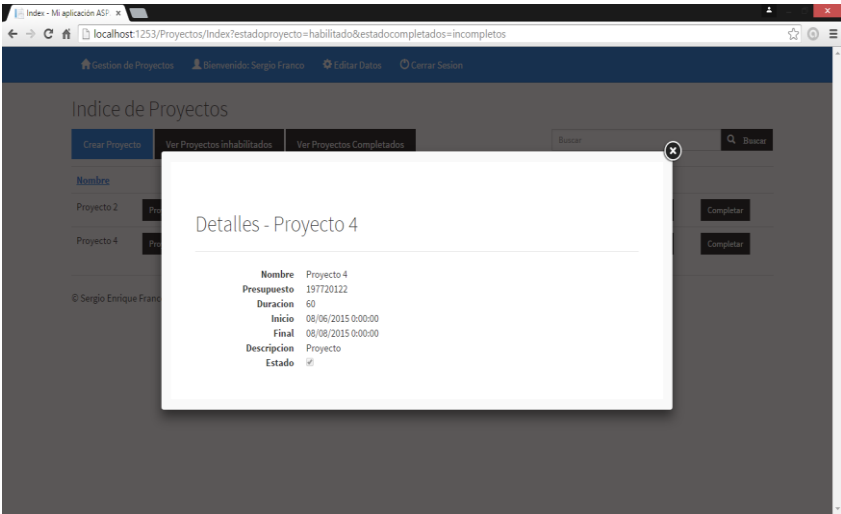 Index - Mi aplicación ASP.
localhost:1253/Proyectos/Index?estadoproyecto=habilitado&estadocompletados=incompletos
Gestion de Proyectos Bienvenido: Sergio Franco Editar Datos Cerrar Sesion
Indice de Proyectos
Crear Proyecto Ver Proyectos inhabilitados Ver Proyectos Completados Buscar Buscar
Nombre
Proyecto 2 Pro Completar
Proyecto 4 Pro Completar
© Sergio Enrique Franc
Detalles - Proyecto 4
Nombre Proyecto 4
Presupuesto 197720122
Duracion 60
Inicio 08/06/2015 0:00:00
Final 08/08/2015 0:00:00
Descripcion Proyecto
Estado